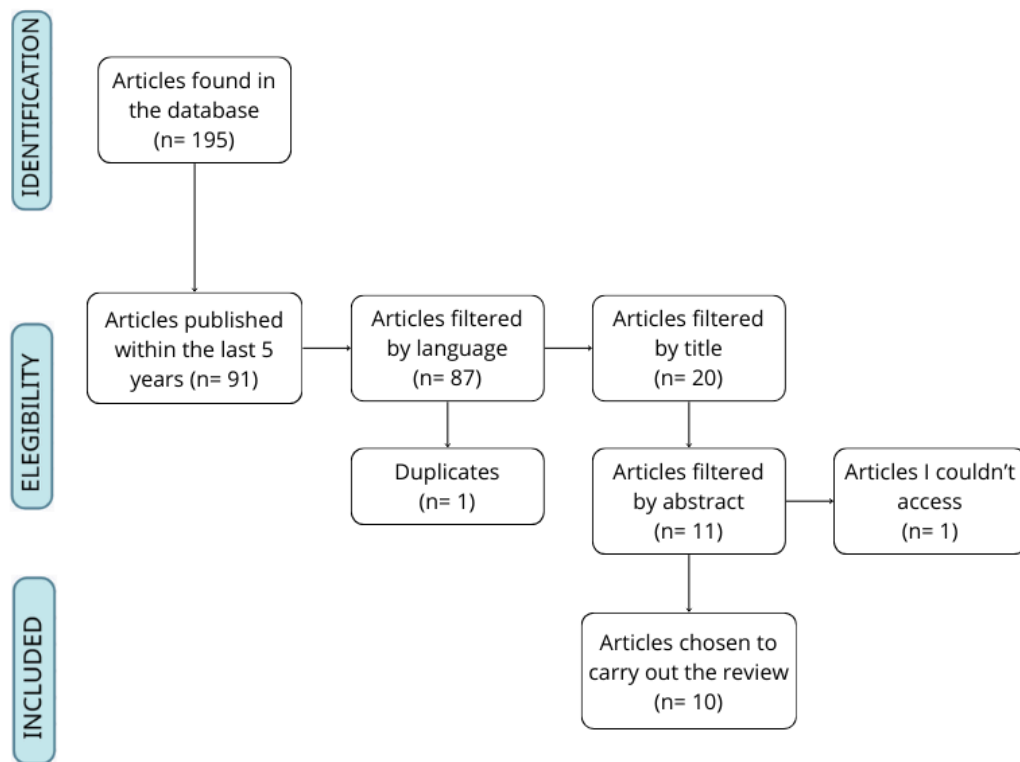 IDENTIFICATION
Articles found in
the database
(n= 195)
ELEGIBILITY
Articles published
within the last 5
years (n= 91)
Articles filtered
by language
(n= 87)
Articles filtered
by title
(n= 20)
Duplicates
(n= 1)
Articles filtered
by abstract
(n= 11)
Articles I couldn’t
access
(n= 1)
INCLUDED
Articles chosen to
carry out the review
(n= 10)